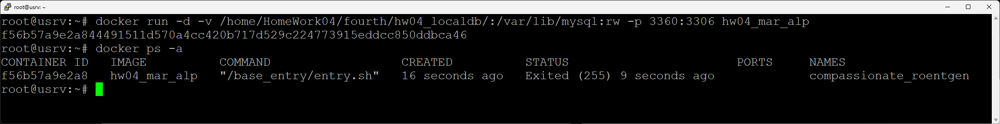 root@usrv: ~
root@usrv:~# docker run -d -v /home/HomeWork04/fourth/hw04_localdb/:/var/lib/mysql:rw -p 3360:3306 hw04_mar_alp
f56b57a9e2a844491511d570a4cc420b717d529c224773915eddcc850ddbca46
root@usrv:~# docker ps -a
CONTAINER ID   IMAGE          COMMAND                  CREATED          STATUS                       PORTS     NAMES
f56b57a9e2a8   hw04_mar_alp   "/base_entry/entry.sh"   16 seconds ago   Exited (255) 9 seconds ago             compassionate_roentgen
root@usrv:~#